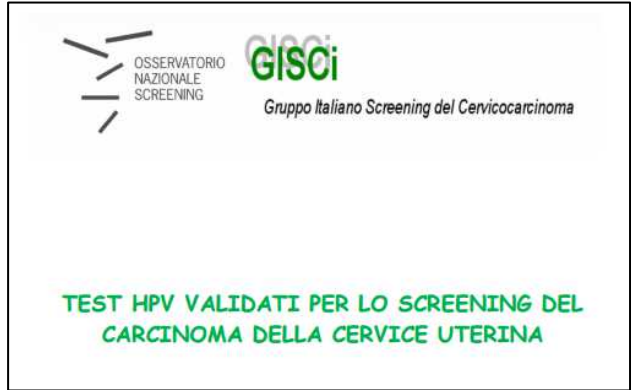 OSSERVATORIO
NAZIONALE
SCREENING
GISCi
Gruppo Italiano Screening del Cervicocarcinoma
TEST HPV VALIDATI PER LO SCREENING DEL
CARCINOMA DELLA CERVICE UTERINA